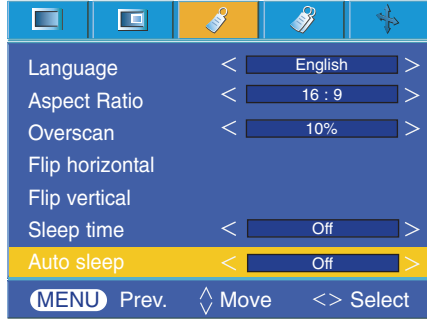 Language < English >
Aspect Ratio < 16 : 9 >
Overscan < 10% >
Flip horizontal
Flip vertical
Sleep time < Off >
Auto sleep < Off >
MENU Prev. Move <> Select